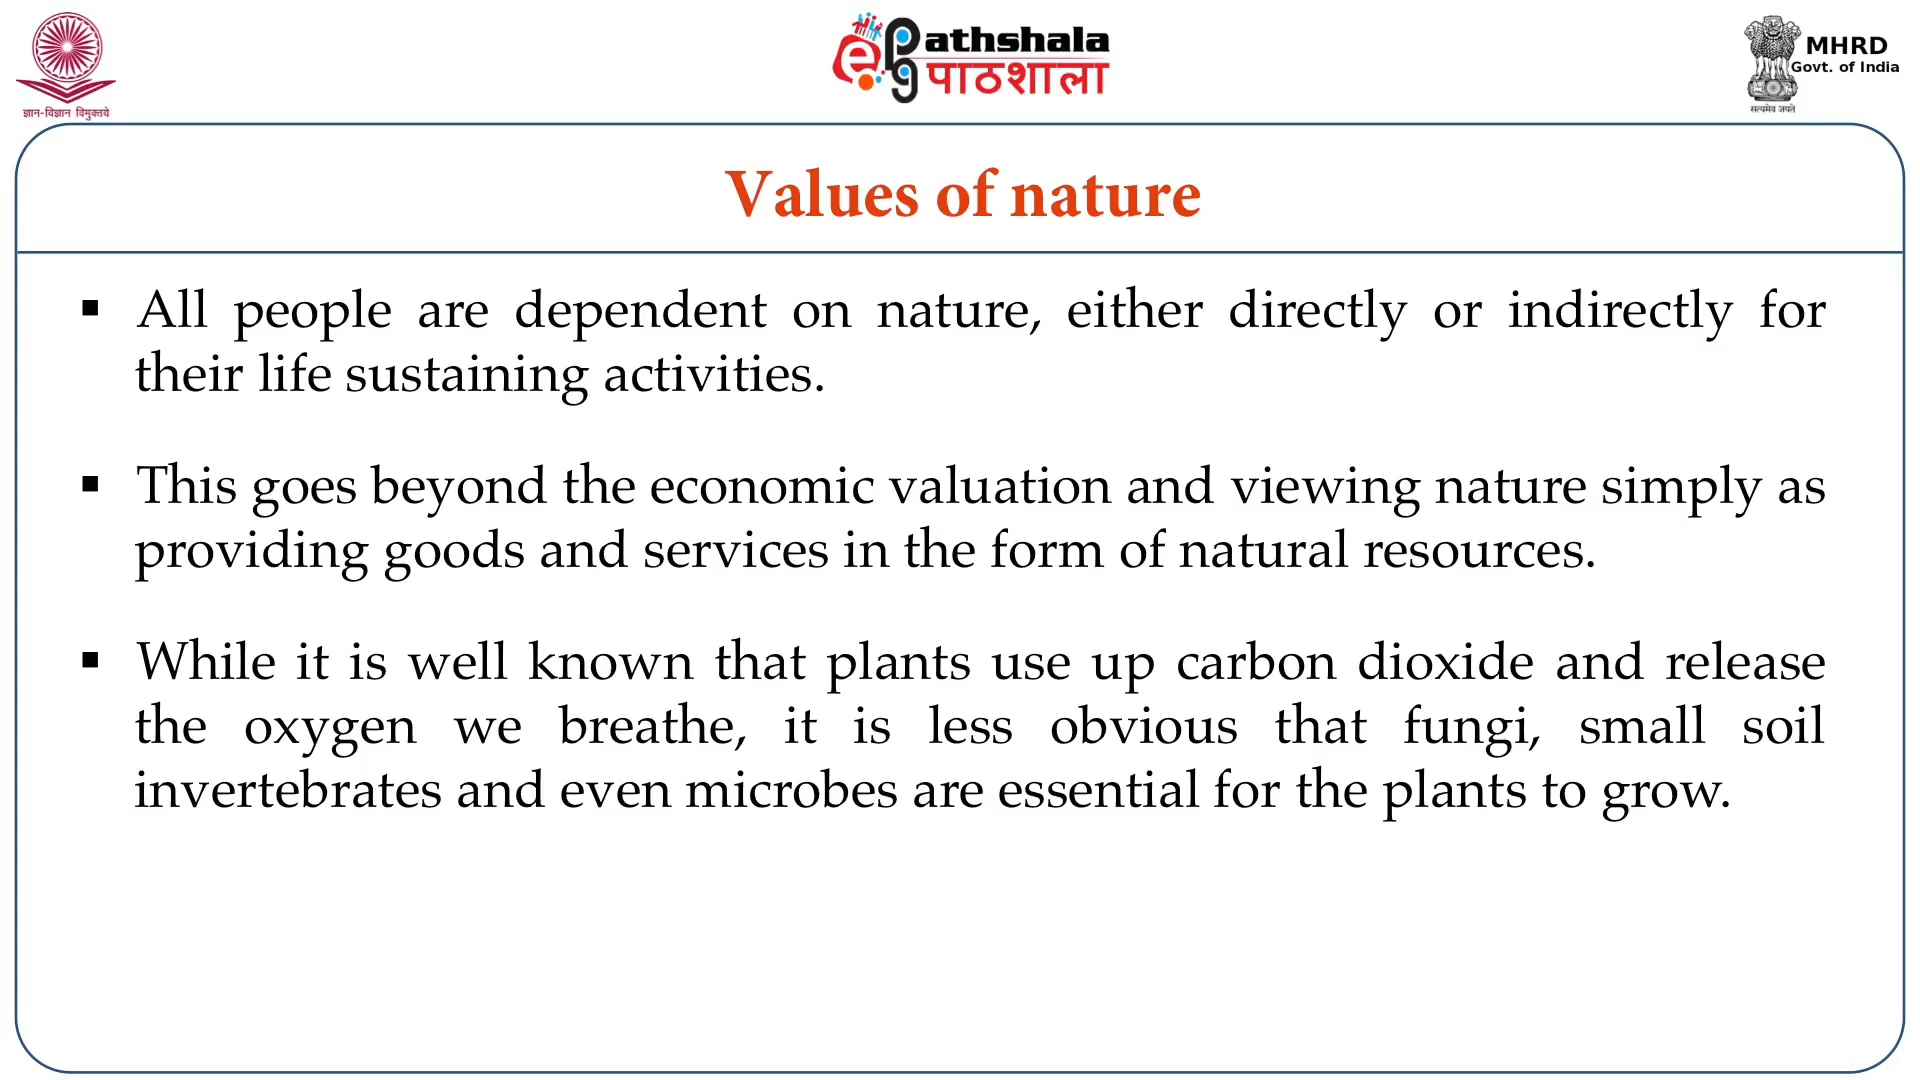 ज्ञान-विज्ञान विमुक्तये
ePathshala
पाठशाला
MHRD
Govt. of India
सत्यमेव जयते
Values of nature
▪ All people are dependent on nature, either directly or indirectly for
their life sustaining activities.
▪ This goes beyond the economic valuation and viewing nature simply as
providing goods and services in the form of natural resources.
▪ While it is well known that plants use up carbon dioxide and release
the oxygen we breathe, it is less obvious that fungi, small soil
invertebrates and even microbes are essential for the plants to grow.